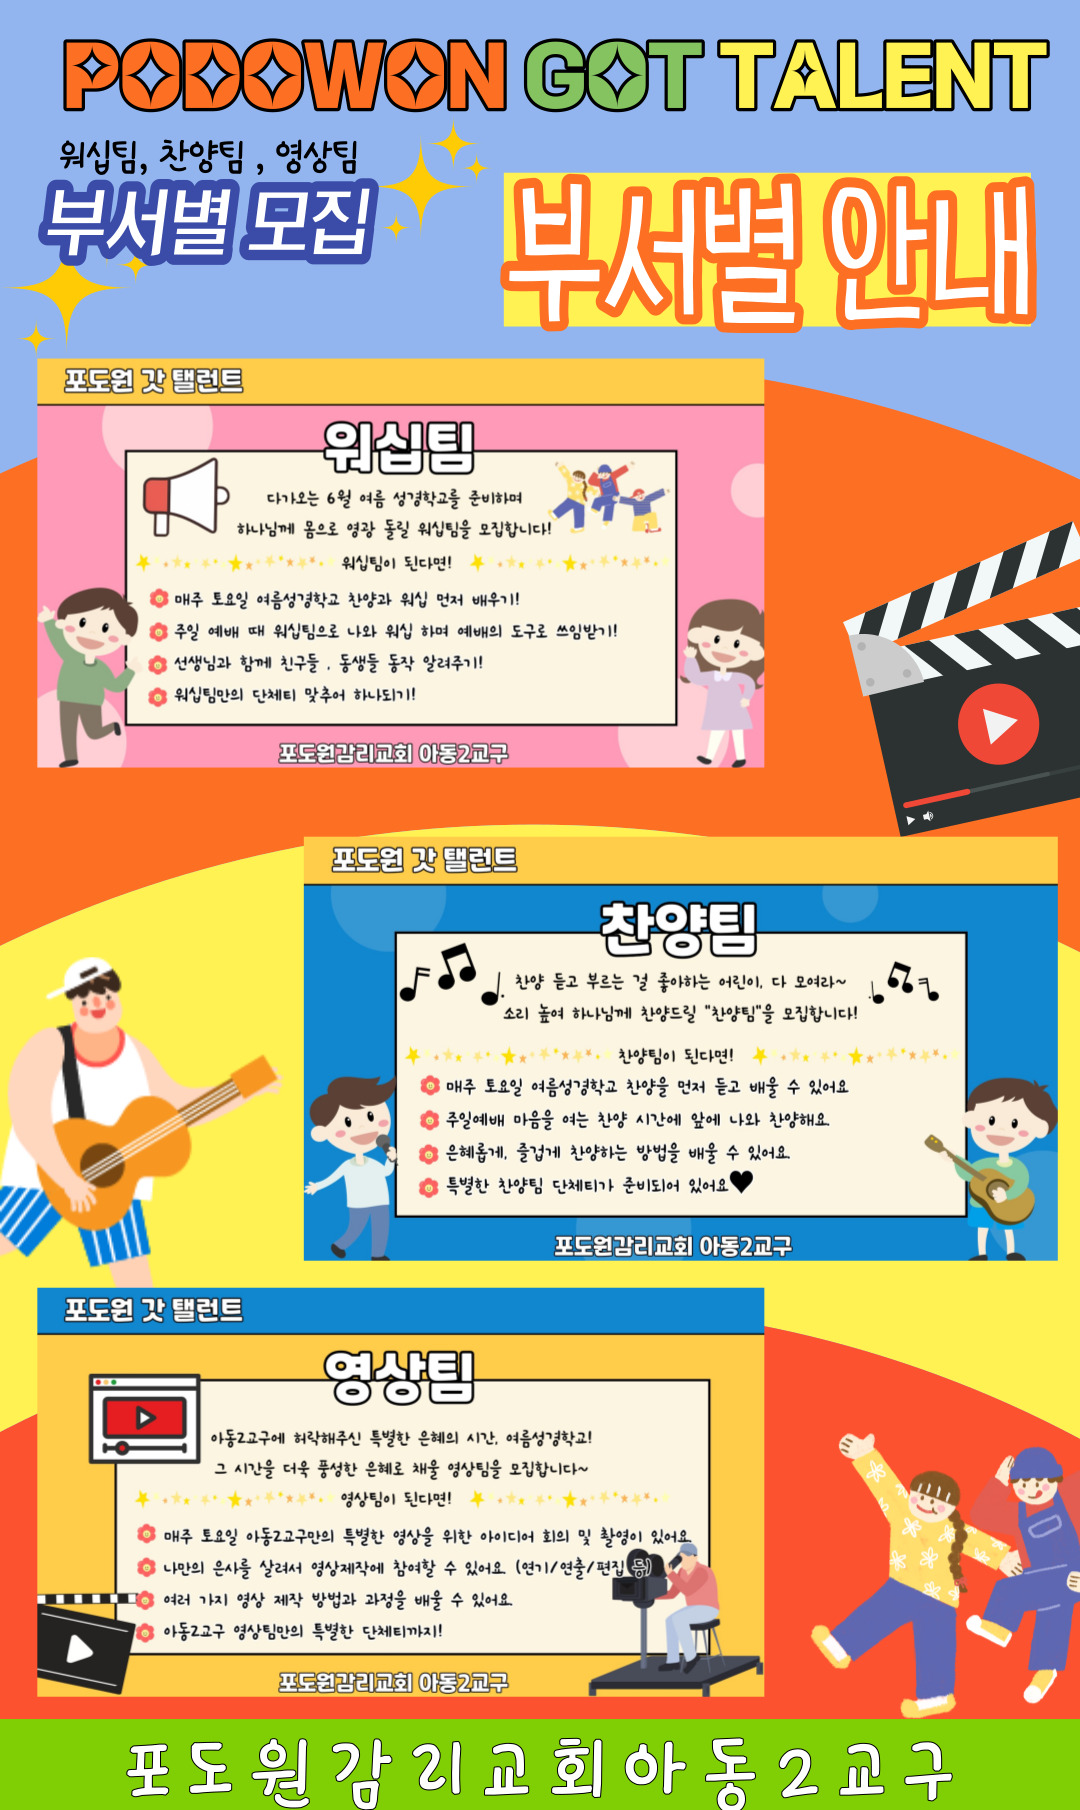 PODOWON GOT TALENT
워십팀, 찬양팀 , 영상팀
부서별 모집
부서별 안내
포도원 갓 탤런트
워십팀
다가오는 6월 여름 성경학교를 준비하며
하나님께 몸으로 영광 돌릴 워십팀을 모집합니다!
워십팀이 된다면!
매주 토요일 여름성경학교 찬양과 워십 먼저 배우기!
주일 예배 때 워십팀으로 나와 워십 하며 예배의 도구로 쓰임받기!
선생님과 함께 친구들 , 동생들 동작 알려주기!
워십팀만의 단체티 맞추어 하나되기!
포도원감리교회 아동2교구
포도원 갓 탤런트
찬양팀
찬양 듣고 부르는 걸 좋아하는 어린이, 다 모여라~
소리 높여 하나님께 찬양드릴 "찬양팀"을 모집합니다!
찬양팀이 된다면!
매주 토요일 여름성경학교 찬양을 먼저 듣고 배울 수 있어요
주일예배 마음을 여는 찬양 시간에 앞에 나와 찬양해요
은혜롭게, 즐겁게 찬양하는 방법을 배울 수 있어요
특별한 찬양팀 단체티가 준비되어 있어요♥
포도원감리교회 아동2교구
포도원 갓 탤런트
영상팀
아동2교구에 허락해주신 특별한 은혜의 시간, 여름성경학교!
그 시간을 더욱 풍성한 은혜로 채울 영상팀을 모집합니다~
영상팀이 된다면!
매주 토요일 아동2교구만의 특별한 영상을 위한 아이디어 회의 및 촬영이 있어요
나만의 은사를 살려서 영상제작에 참여할 수 있어요 (연기/연출/편집 등)
여러 가지 영상 제작 방법과 과정을 배울 수 있어요
아동2교구 영상팀만의 특별한 단체티까지!
포도원감리교회 아동2교구
포도원감리교회아동2교구